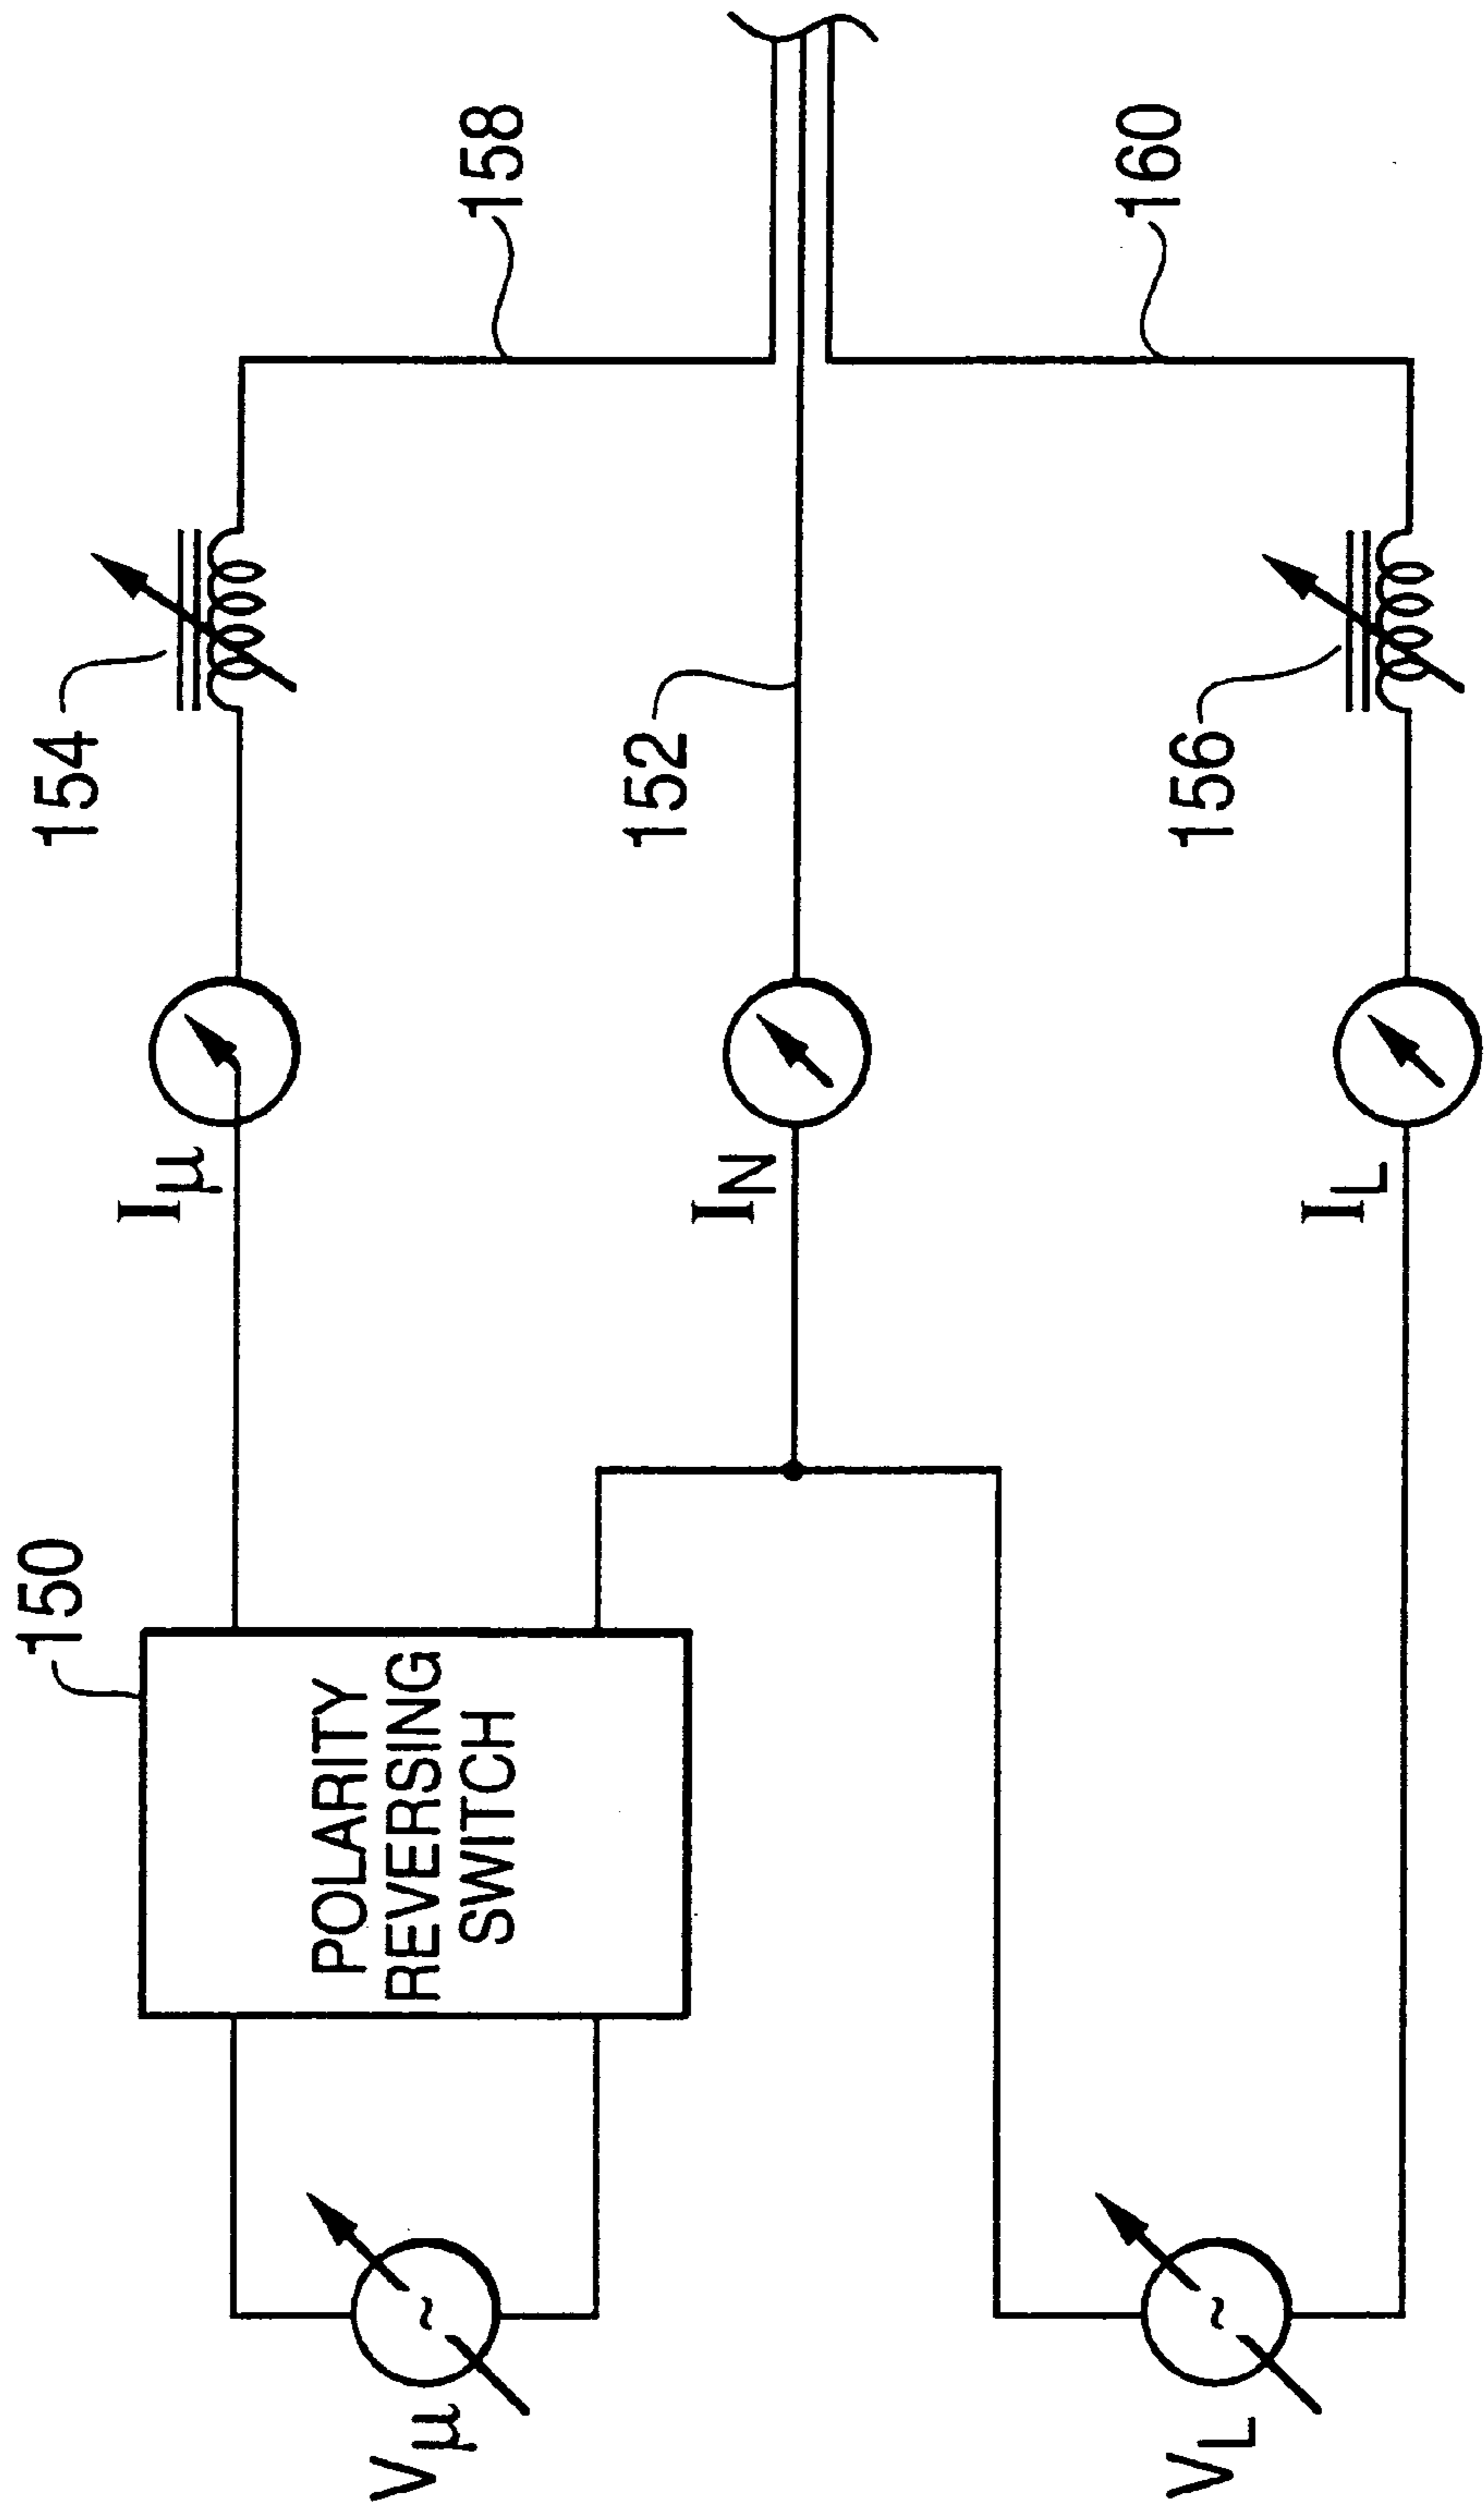 150
POLARITY
REVERSING
SWITCH
Vμ
VL
Iμ
IN
IL
154
152
156
158
160